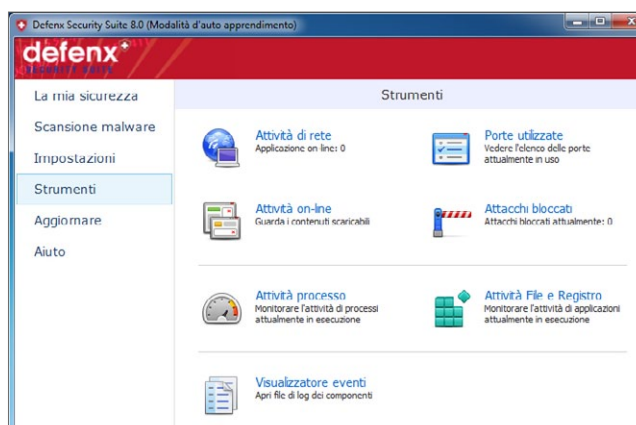 Defenx Security Suite 8.0 (Modalità d'auto apprendimento)
defenx
SECURITY SUITE
La mia sicurezza
Scansione malware
Impostazioni
Strumenti
Aggiornare
Aiuto
Strumenti
Attività di rete
Applicazione on-line: 0
Porte utilizzate
Vedere l'elenco delle porte
attualmente in uso
Attività on-line
Guarda i contenuti scaricabili
Attacchi bloccati
Attacchi bloccati attualmente: 0
Attività processo
Monitorare l'attività di processi
attualmente in esecuzione
Attività File e Registro
Monitorare l'attività di applicazioni
attualmente in esecuzione
Visualizzatore eventi
Apri file di log dei componenti